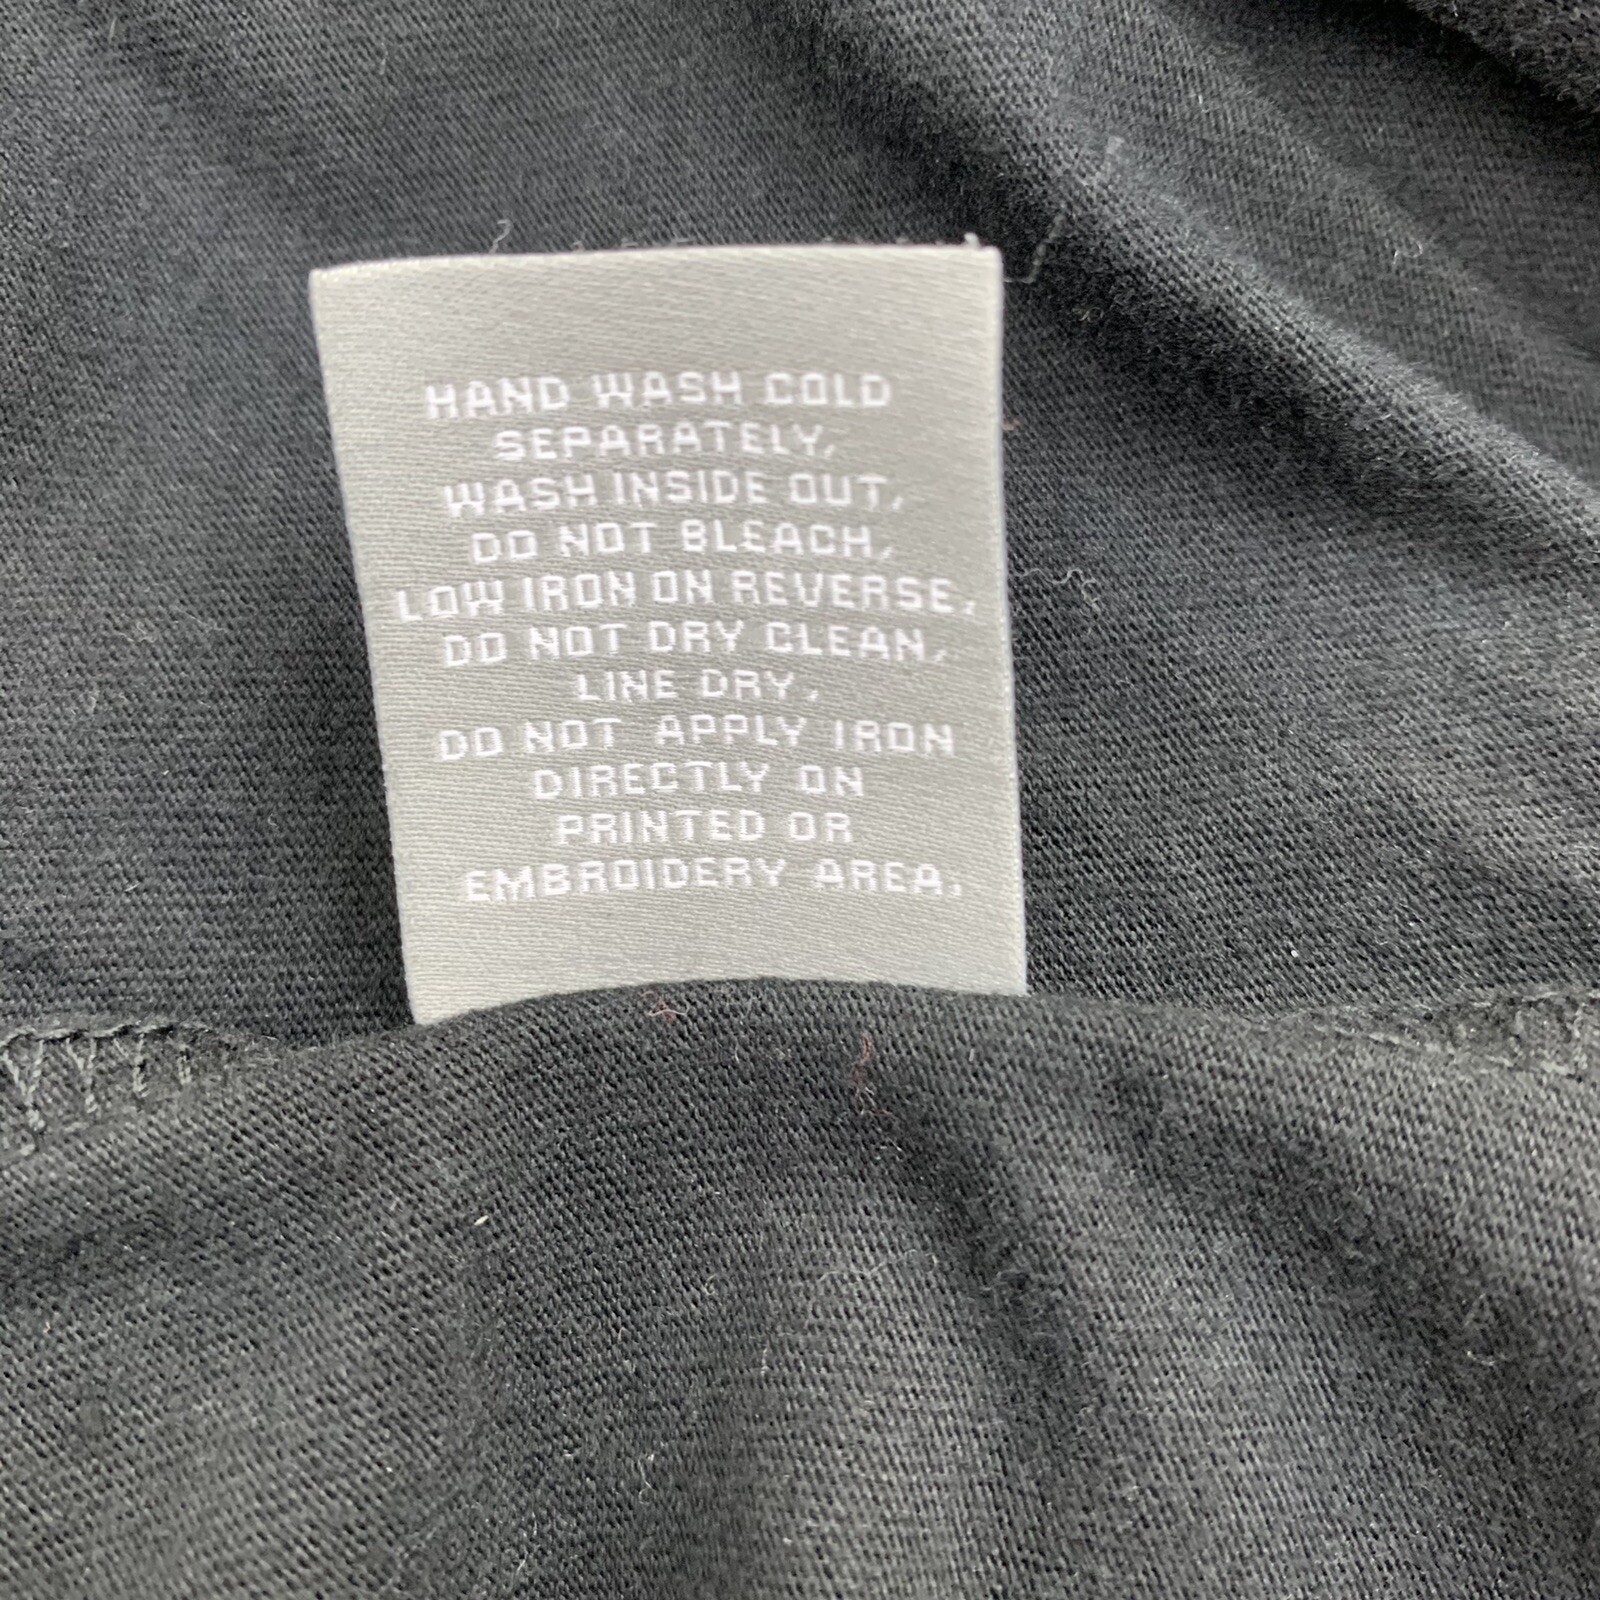 HAND WASH COLD
SEPARATELY,
WASH INSIDE OUT,
DO NOT BLEACH,
LOW IRON ON REVERSE,
DO NOT DRY CLEAN,
LINE DRY,
DO NOT APPLY IRON
DIRECTLY ON
PRINTED OR
EMBROIDERY AREA,